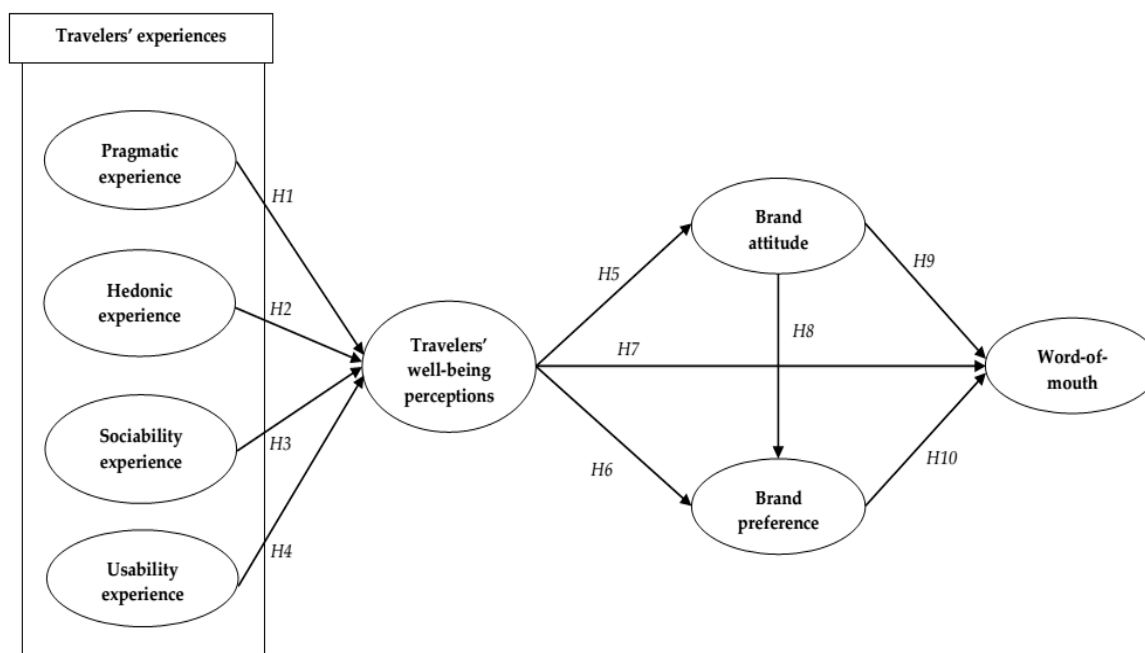 Travelers’ experiences
Pragmatic
experience
H1
Hedonic
experience
H2
Sociability
experience
H3
Usability
experience
H4
Travelers’
well-being
perceptions
H5
H6
H7
Brand
attitude
H8
Brand
preference
H9
H10
Word-of-
mouth